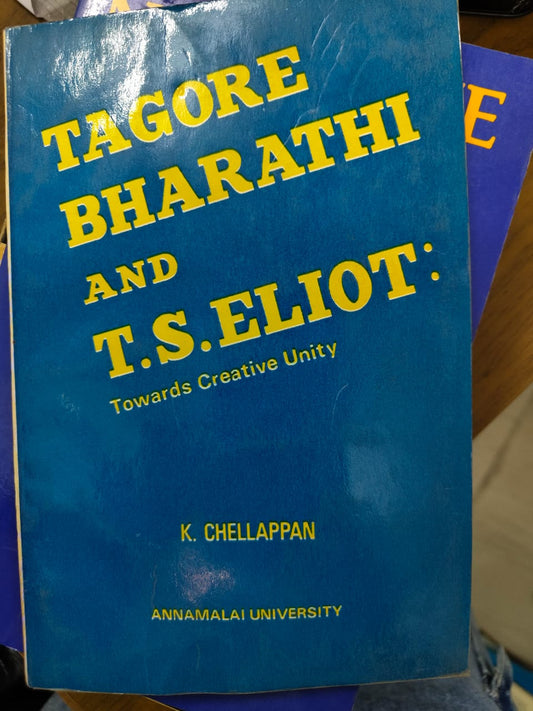 TAGORE
BHARATHI
AND
T.S.ELIOT:
Towards Creative Unity
K. CHELLAPPAN
ANNAMALAI UNIVERSITY